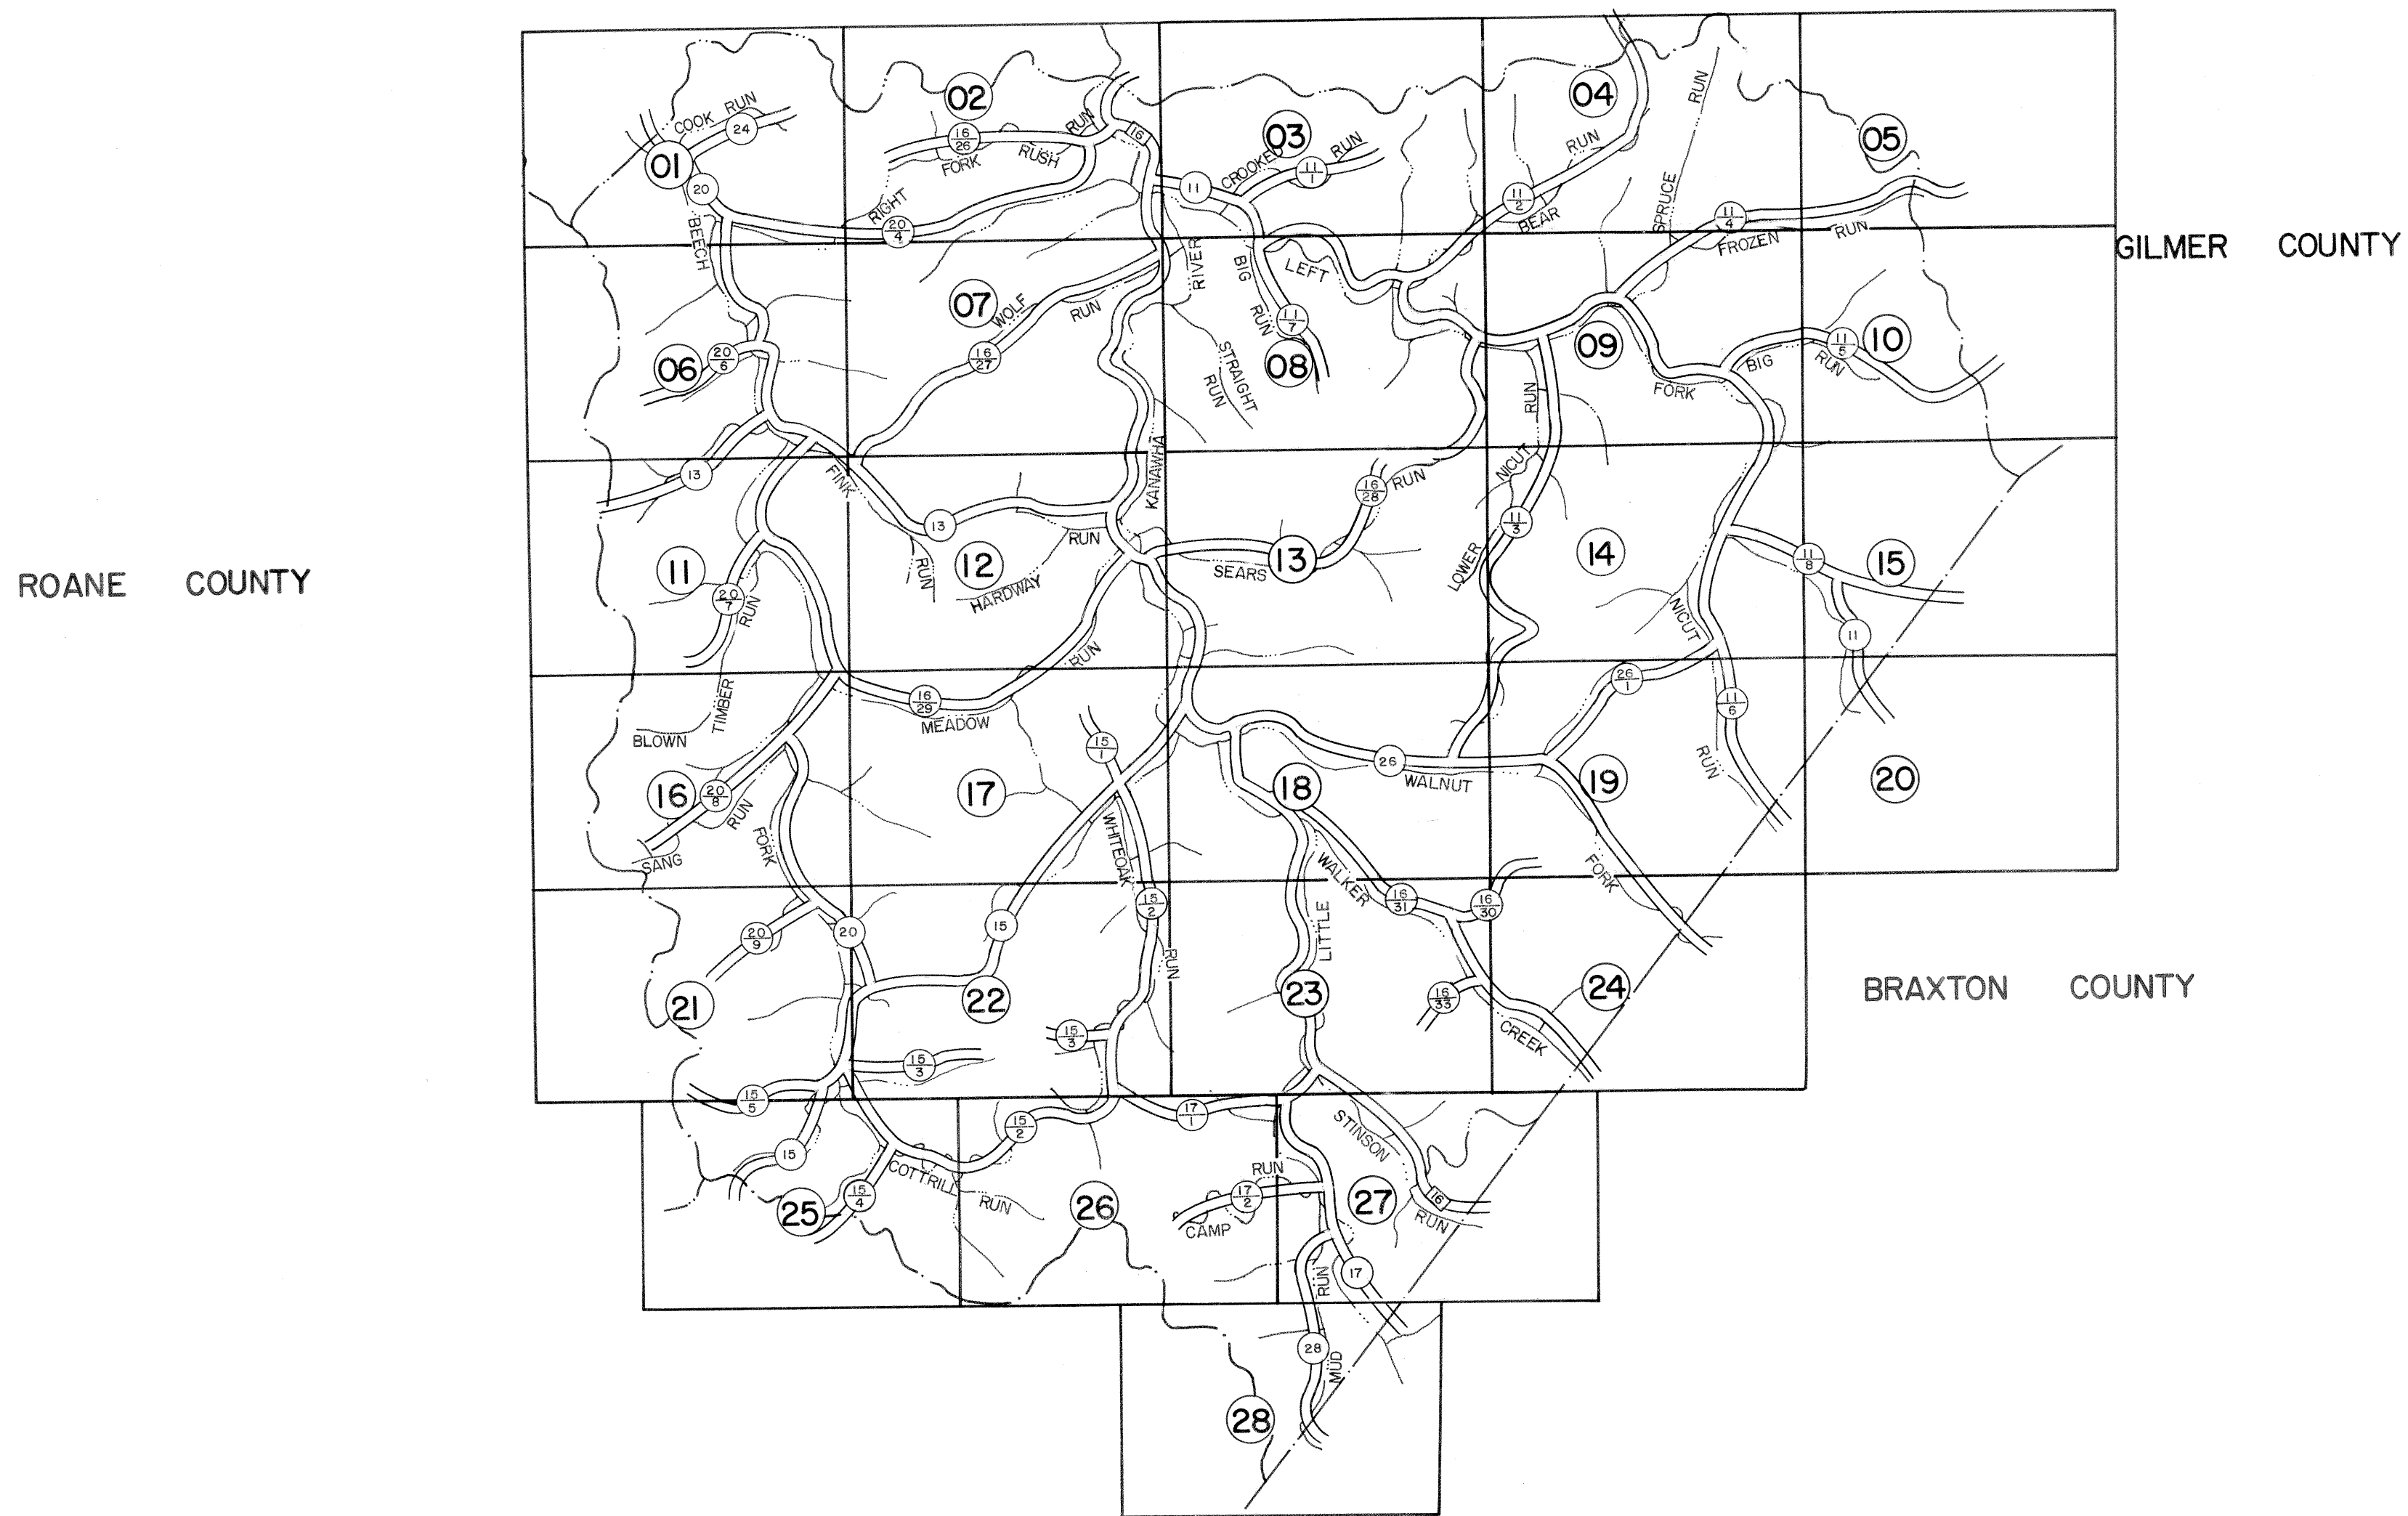 02
04
COOK RUN
24
01
16/26
RUN
16
FORK
RUSH
03
CROOKED RUN
11/1
RUN
05
20
11
RUN
11/2
BEAR
SPRUCE
11/4
FROZEN
RUN
RIGHT
20/4
BEECH
GILMER COUNTY
RIVER
BIG
LEFT
07
WOLF
RUN
06
20/6
16/27
11/7
RUN
08
STRAIGHT
RUN
09
RUN
FORK
BIG
11/5
RUN
10
13
FINK
KANAWHA
16/28
RUN
NICUT
13
RUN
11/3
ROANE COUNTY
11
20/7
RUN
RUN
12
HARDWAY
SEARS
13
LOWER
14
11/8
15
NICUT
11
RUN
TIMBER
BLOWN
16/29
MEADOW
26/1
11/6
15/1
26
WALNUT
RUN
16
20/8
RUN
17
18
19
20
SANG
FORK
WHITEOAK
WALKER
FORK
15/2
16/31
16/30
20/9
20
15
RUN
LITTLE
21
22
23
16/33
24
CREEK
BRAXTON COUNTY
15/3
15/3
15/5
15/2
17/1
STINSON
15
COTTRILL
RUN
15/4
25
26
RUN
17/2
CAMP
27
16
RUN
RUN
17
28
MUD
28